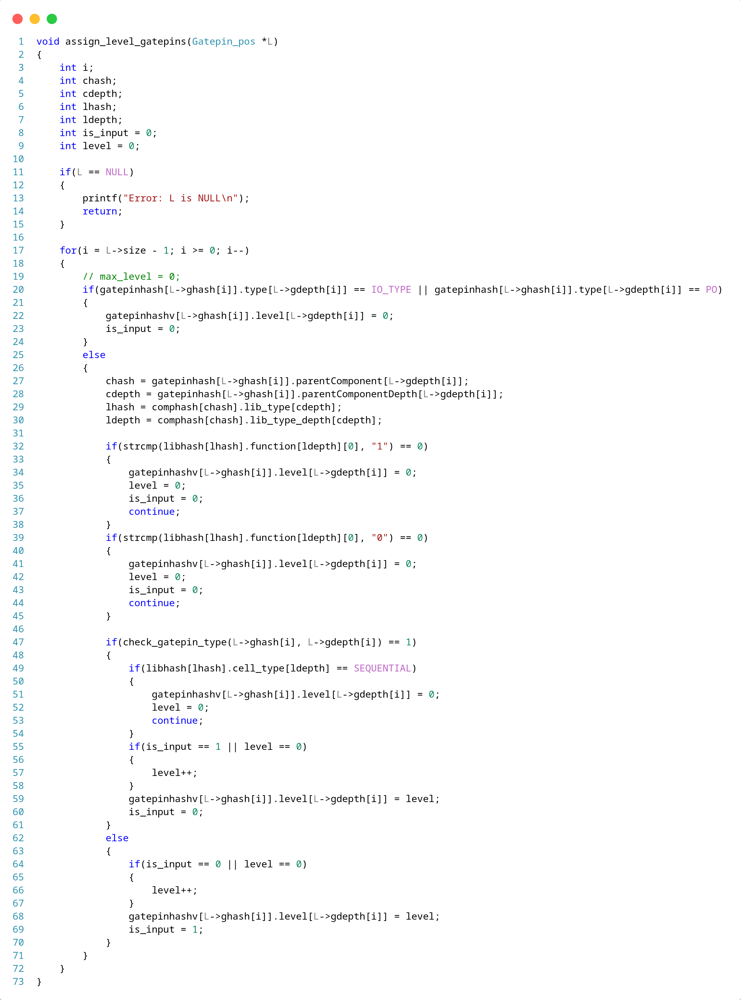 1 void assign_level_gatepins(Gatepin_pos *L)
2 {
3     int i;
4     int chash;
5     int cdepth;
6     int lhash;
7     int ldepth;
8     int is_input = 0;
9     int level = 0;
10
11     if(L == NULL)
12     {
13         printf("Error: L is NULL\n");
14         return;
15     }
16
17     for(i = L->size - 1; i >= 0; i--)
18     {
19         // max_level = 0;
20         if(gatepinhash[L->ghash[i]].type[L->gdepth[i]] == IO_TYPE || gatepinhash[L->ghash[i]].type[L->gdepth[i]] == PO)
21         {
22             gatepinhashv[L->ghash[i]].level[L->gdepth[i]] = 0;
23             is_input = 0;
24         }
25         else
26         {
27             chash = gatepinhash[L->ghash[i]].parentComponent[L->gdepth[i]];
28             cdepth = gatepinhash[L->ghash[i]].parentComponentDepth[L->gdepth[i]];
29             lhash = comphash[chash].lib_type[cdepth];
30             ldepth = comphash[chash].lib_type_depth[cdepth];
31
32             if(strcmp(libhash[lhash].function[ldepth][0], "1") == 0)
33             {
34                 gatepinhashv[L->ghash[i]].level[L->gdepth[i]] = 0;
35                 level = 0;
36                 is_input = 0;
37                 continue;
38             }
39             if(strcmp(libhash[lhash].function[ldepth][0], "0") == 0)
40             {
41                 gatepinhashv[L->ghash[i]].level[L->gdepth[i]] = 0;
42                 level = 0;
43                 is_input = 0;
44                 continue;
45             }
46
47             if(check_gatepin_type(L->ghash[i], L->gdepth[i]) == 1)
48             {
49                 if(libhash[lhash].cell_type[ldepth] == SEQUENTIAL)
50                 {
51                     gatepinhashv[L->ghash[i]].level[L->gdepth[i]] = 0;
52                     level = 0;
53                     continue;
54                 }
55                 if(is_input == 1 || level == 0)
56                 {
57                     level++;
58                 }
59                 gatepinhashv[L->ghash[i]].level[L->gdepth[i]] = level;
60                 is_input = 0;
61             }
62             else
63             {
64                 if(is_input == 0 || level == 0)
65                 {
66                     level++;
67                 }
68                 gatepinhashv[L->ghash[i]].level[L->gdepth[i]] = level;
69                 is_input = 1;
70             }
71         }
72     }
73 }